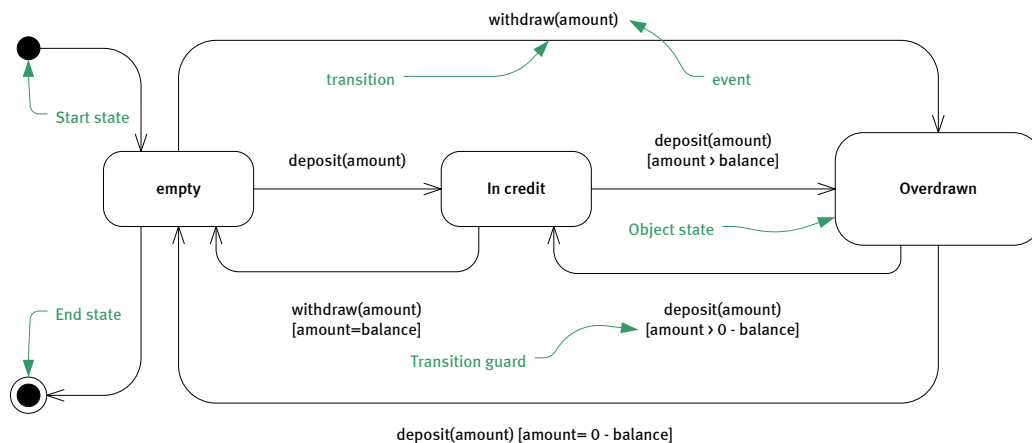 withdraw(amount)
transition
event
Start state
deposit(amount)
deposit(amount)
[amount > balance]
empty
In credit
Overdrawn
Object state
End state
withdraw(amount)
[amount=balance]
deposit(amount)
[amount > 0 - balance]
Transition guard
deposit(amount) [amount= 0 - balance]